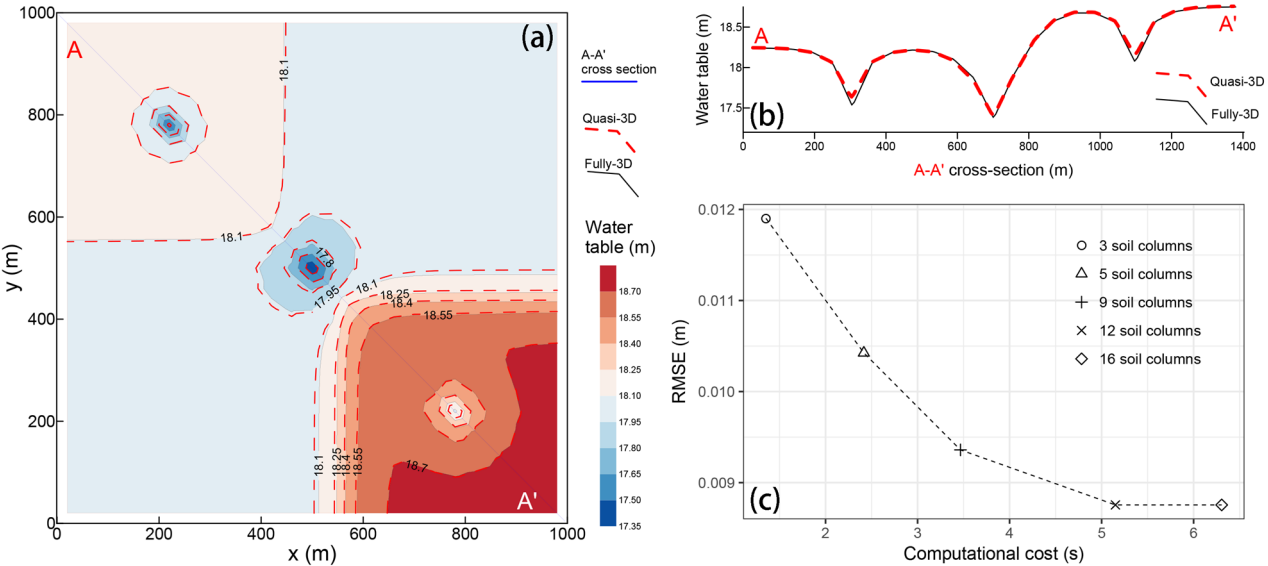 (a)
1000
800
600
400
200
0
y (m)
0
200
400
600
800
1000
x (m)
A
A'
18.1
18.1
17.8
17.95
18.1
18.25
18.4
18.55
18.1
18.25
18.4
18.55
18.7
A-A'
cross section
Quasi-3D
Fully-3D
Water
table (m)
18.70
18.55
18.40
18.25
18.10
17.95
17.80
17.65
17.50
17.35
(b)
Water table (m)
18.5
18
17.5
A
A'
Quasi-3D
Fully-3D
0
200
400
600
800
1000
1200
1400
A-A' cross-section (m)
(c)
RMSE (m)
0.012
0.011
0.010
0.009
3 soil columns
5 soil columns
9 soil columns
12 soil columns
16 soil columns
2
3
4
5
6
Computational cost (s)